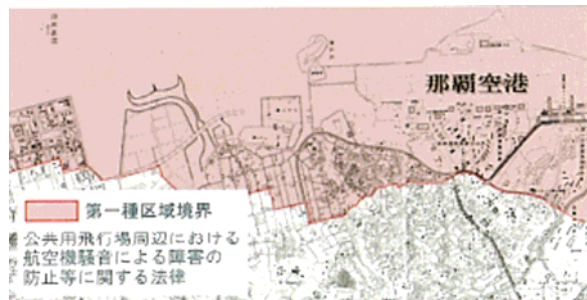 那覇空港
第一種区域境界
公共用飛行場周辺における
航空機騒音による障害の
防止等に関する法律